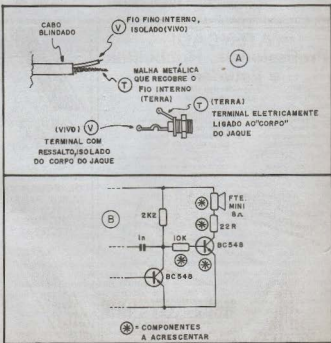 CABO
BLINDADO
V
FIO FINO INTERNO,
ISOLADO (VIVO)
A
T
MALHA METÁLICA
QUE RECOBRE O
FIO INTERNO
(TERRA)
T (TERRA)
TERMINAL ELETRICAMENTE
LIGADO AO "CORPO"
DO JAQUE
(VIVO) V
TERMINAL COM
RESSALTO, ISOLADO
DO CORPO DO JAQUE
B
FTE.
MINI
8Ω
2K2
22R
1n
10K
BC548
BC548
* = COMPONENTES
A ACRESCENTAR